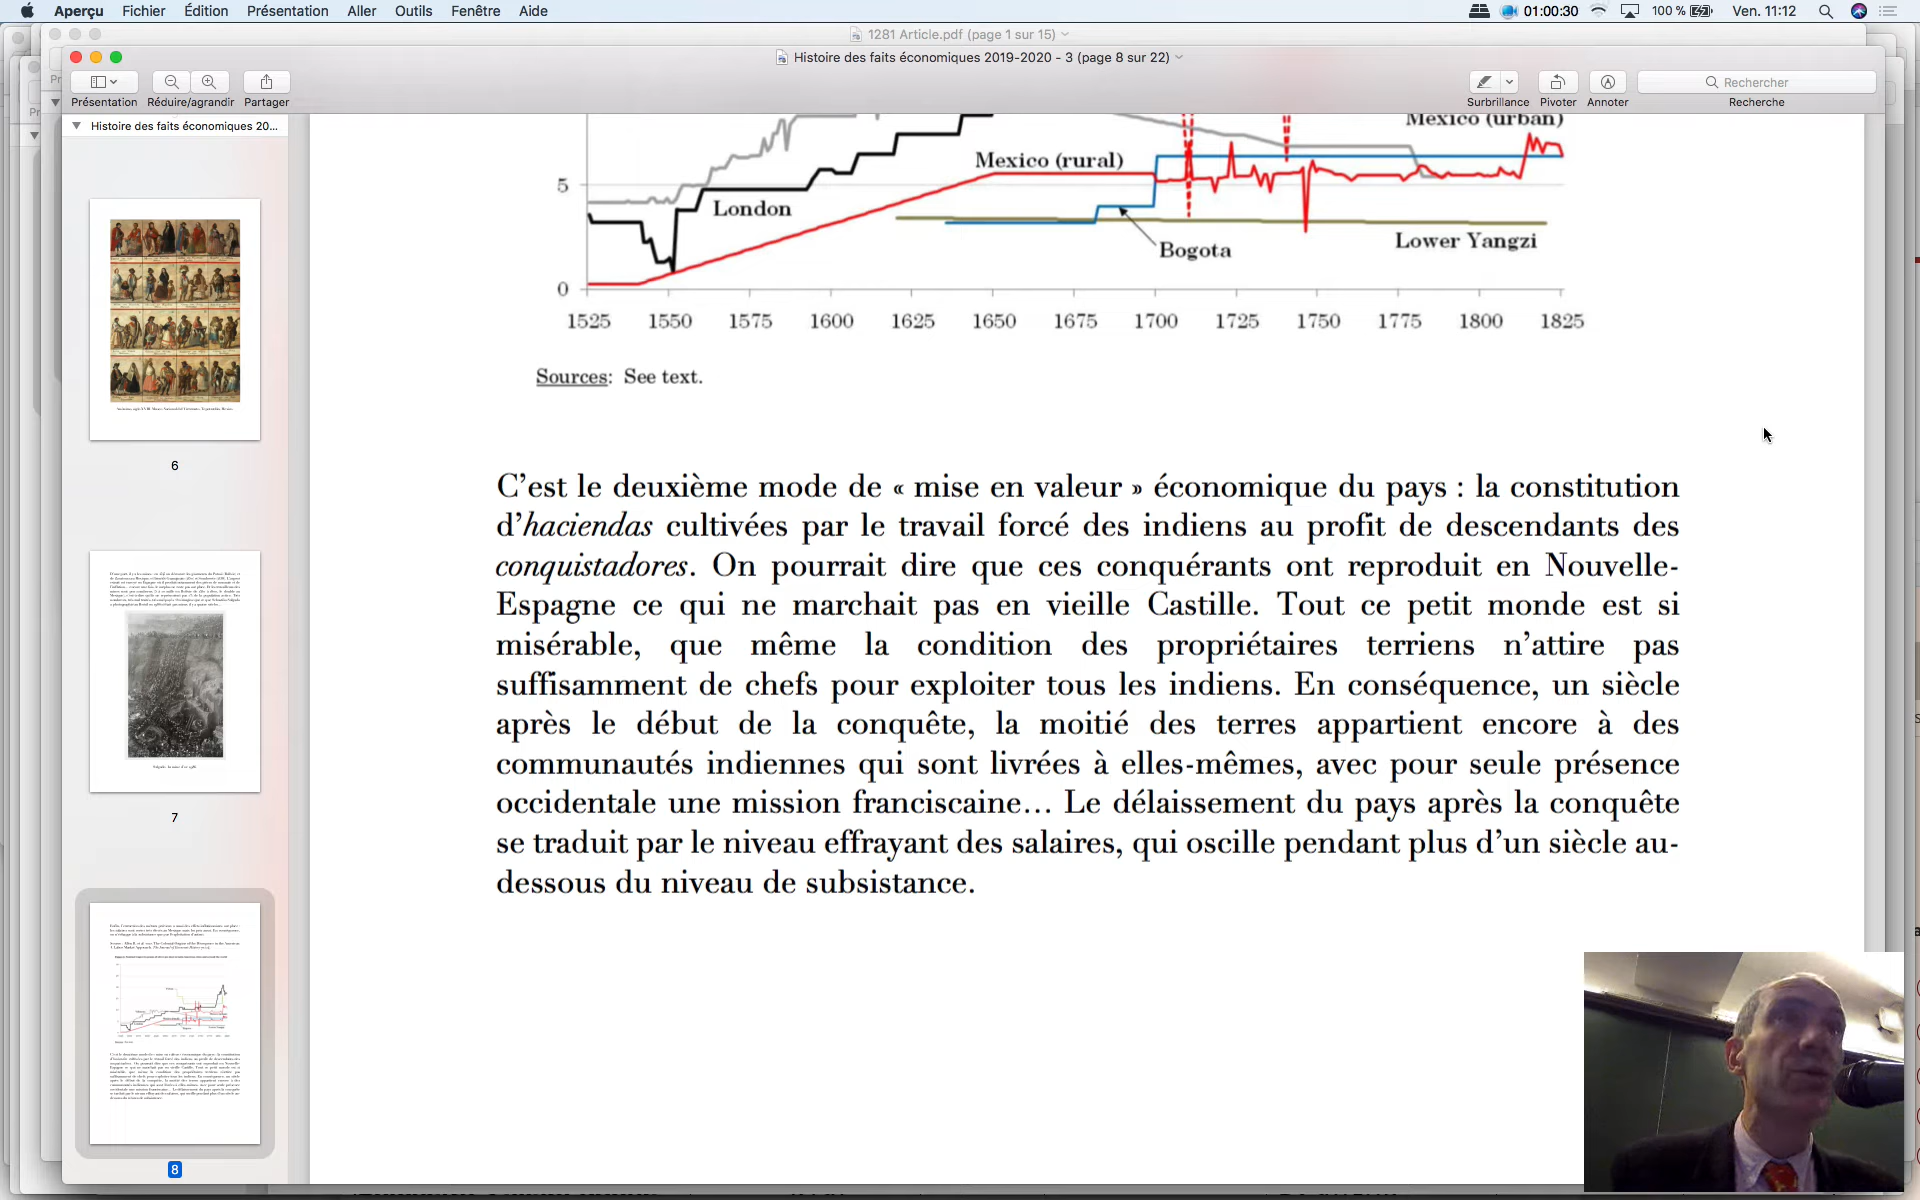 Aperçu Fichier Édition Présentation Aller Outils Fenêtre Aide 01:00:30 100 % Ven. 11:12
1281 Article.pdf (page 1 sur 15)
Histoire des faits économiques 2019-2020 - 3 (page 8 sur 22)
Rechercher
Présentation Réduire/agrandir Partager Surbrillance Pivoter Annoter Recherche
Histoire des faits économiques 20...
6
7
8
Mexico (urban)
Mexico (rural)
5
London
Lower Yangzi
Bogota
0
1525 1550 1575 1600 1625 1650 1675 1700 1725 1750 1775 1800 1825
Sources: See text.
C’est le deuxième mode de « mise en valeur » économique du pays : la constitution
d’haciendas cultivées par le travail forcé des indiens au profit de descendants des
conquistadores. On pourrait dire que ces conquérants ont reproduit en Nouvelle-
Espagne ce qui ne marchait pas en vieille Castille. Tout ce petit monde est si
misérable, que même la condition des propriétaires terriens n’attire pas
suffisamment de chefs pour exploiter tous les indiens. En conséquence, un siècle
après le début de la conquête, la moitié des terres appartient encore à des
communautés indiennes qui sont livrées à elles-mêmes, avec pour seule présence
occidentale une mission franciscaine… Le délaissement du pays après la conquête
se traduit par le niveau effrayant des salaires, qui oscille pendant plus d’un siècle au-
dessous du niveau de subsistance.